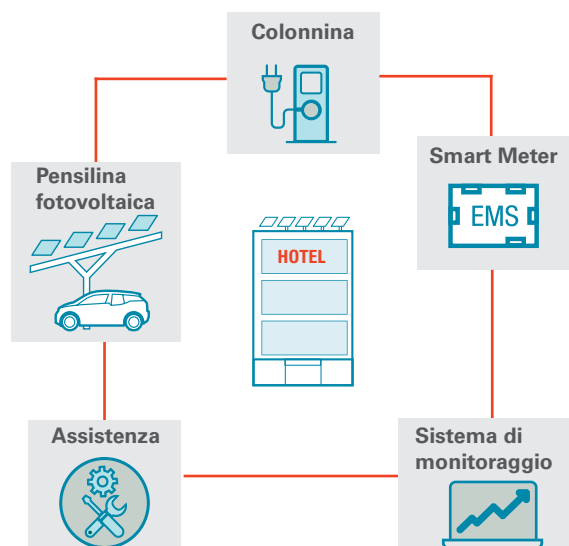 Colonnina
Pensilina
fotovoltaica
Smart Meter
EMS
HOTEL
Assistenza
Sistema di
monitoraggio